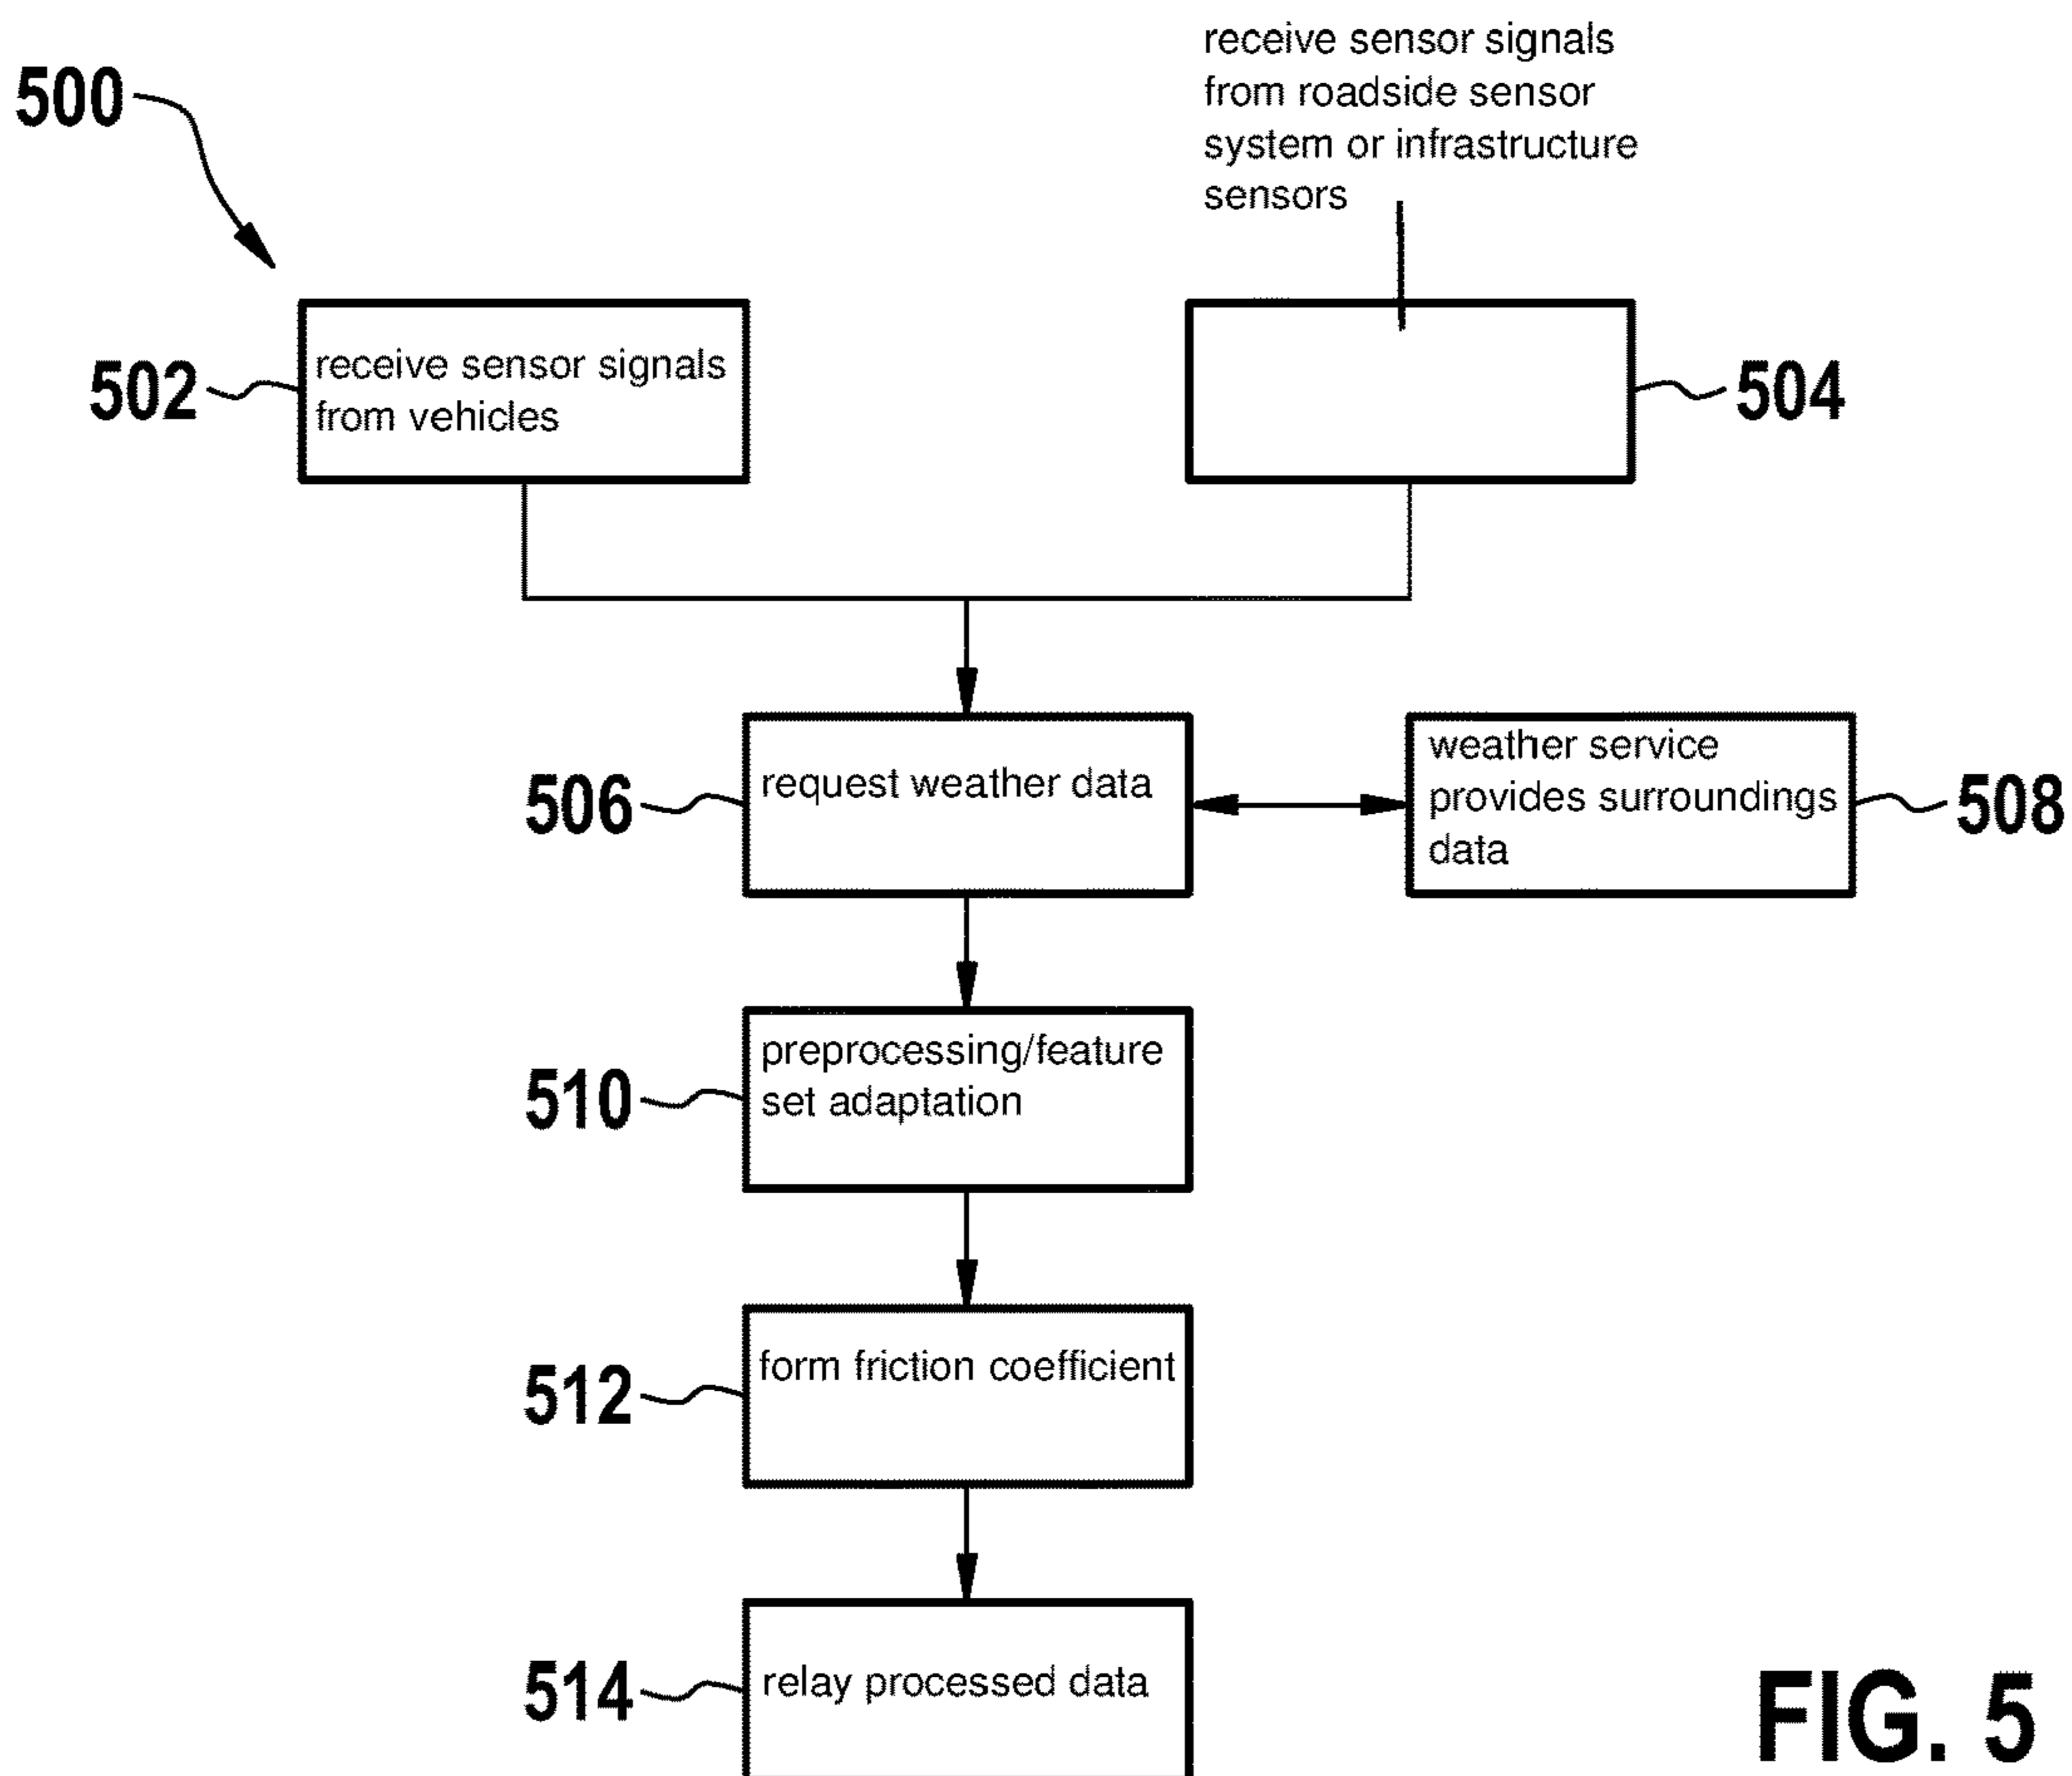 receive sensor signals
from roadside sensor
system or infrastructure
sensors
500
receive sensor signals
from vehicles
502
504
request weather data
506
weather service
provides surroundings
data
508
preprocessing/feature
set adaptation
510
form friction coefficient
512
relay processed data
514
FIG. 5